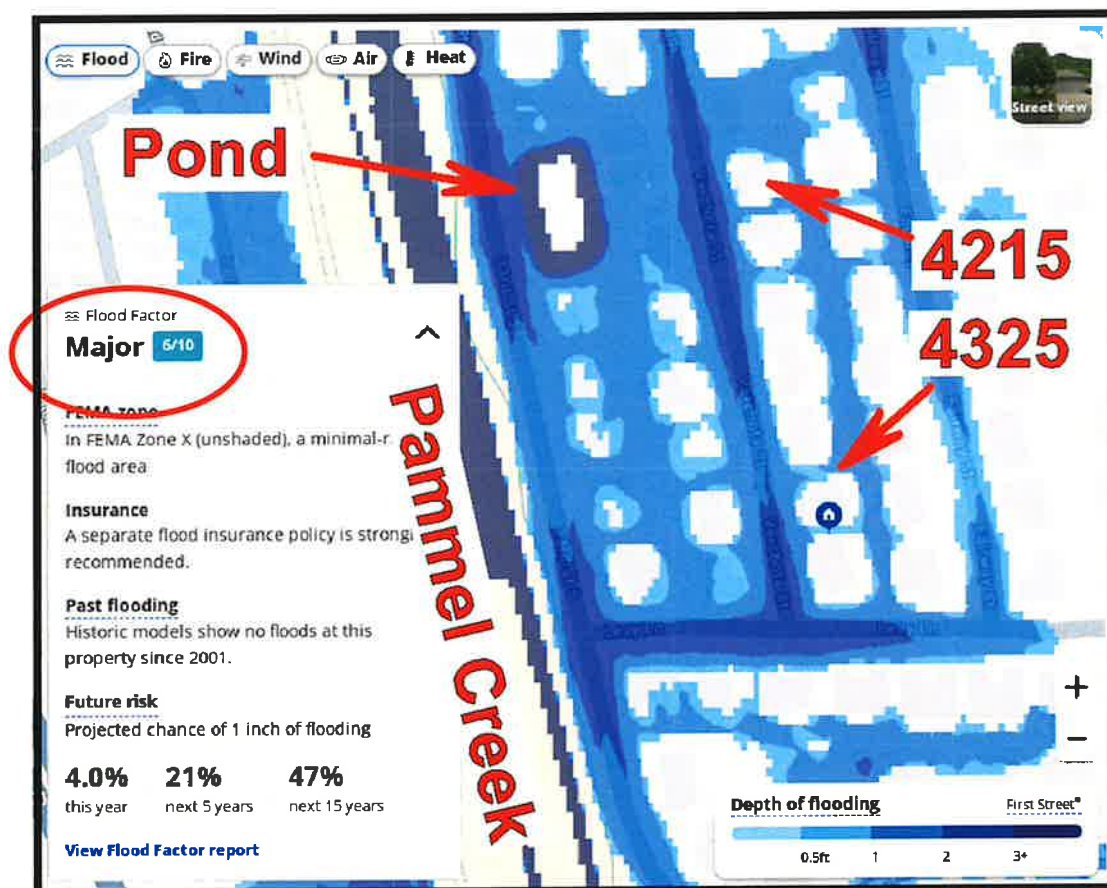 Flood
Fire
Wind
Air
Heat
Street view
Pond
4215
4325
Flood Factor
Major 6/10
FEMA zone
In FEMA Zone X (unshaded), a minimal-r
flood area
Insurance
A separate flood insurance policy is strongl
recommended.
Past flooding
Historic models show no floods at this
property since 2001.
Future risk
Projected chance of 1 inch of flooding
4.0% 21% 47%
this year next 5 years next 15 years
View Flood Factor report
Pammel Creek
+
−
Depth of flooding First Street®
0.5ft 1 2 3+